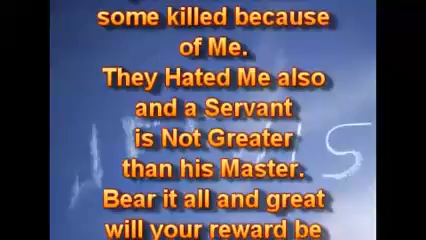 some killed because
of Me.
They Hated Me also
and a Servant
is Not Greater
than his Master.
Bear it all and great
will your reward be